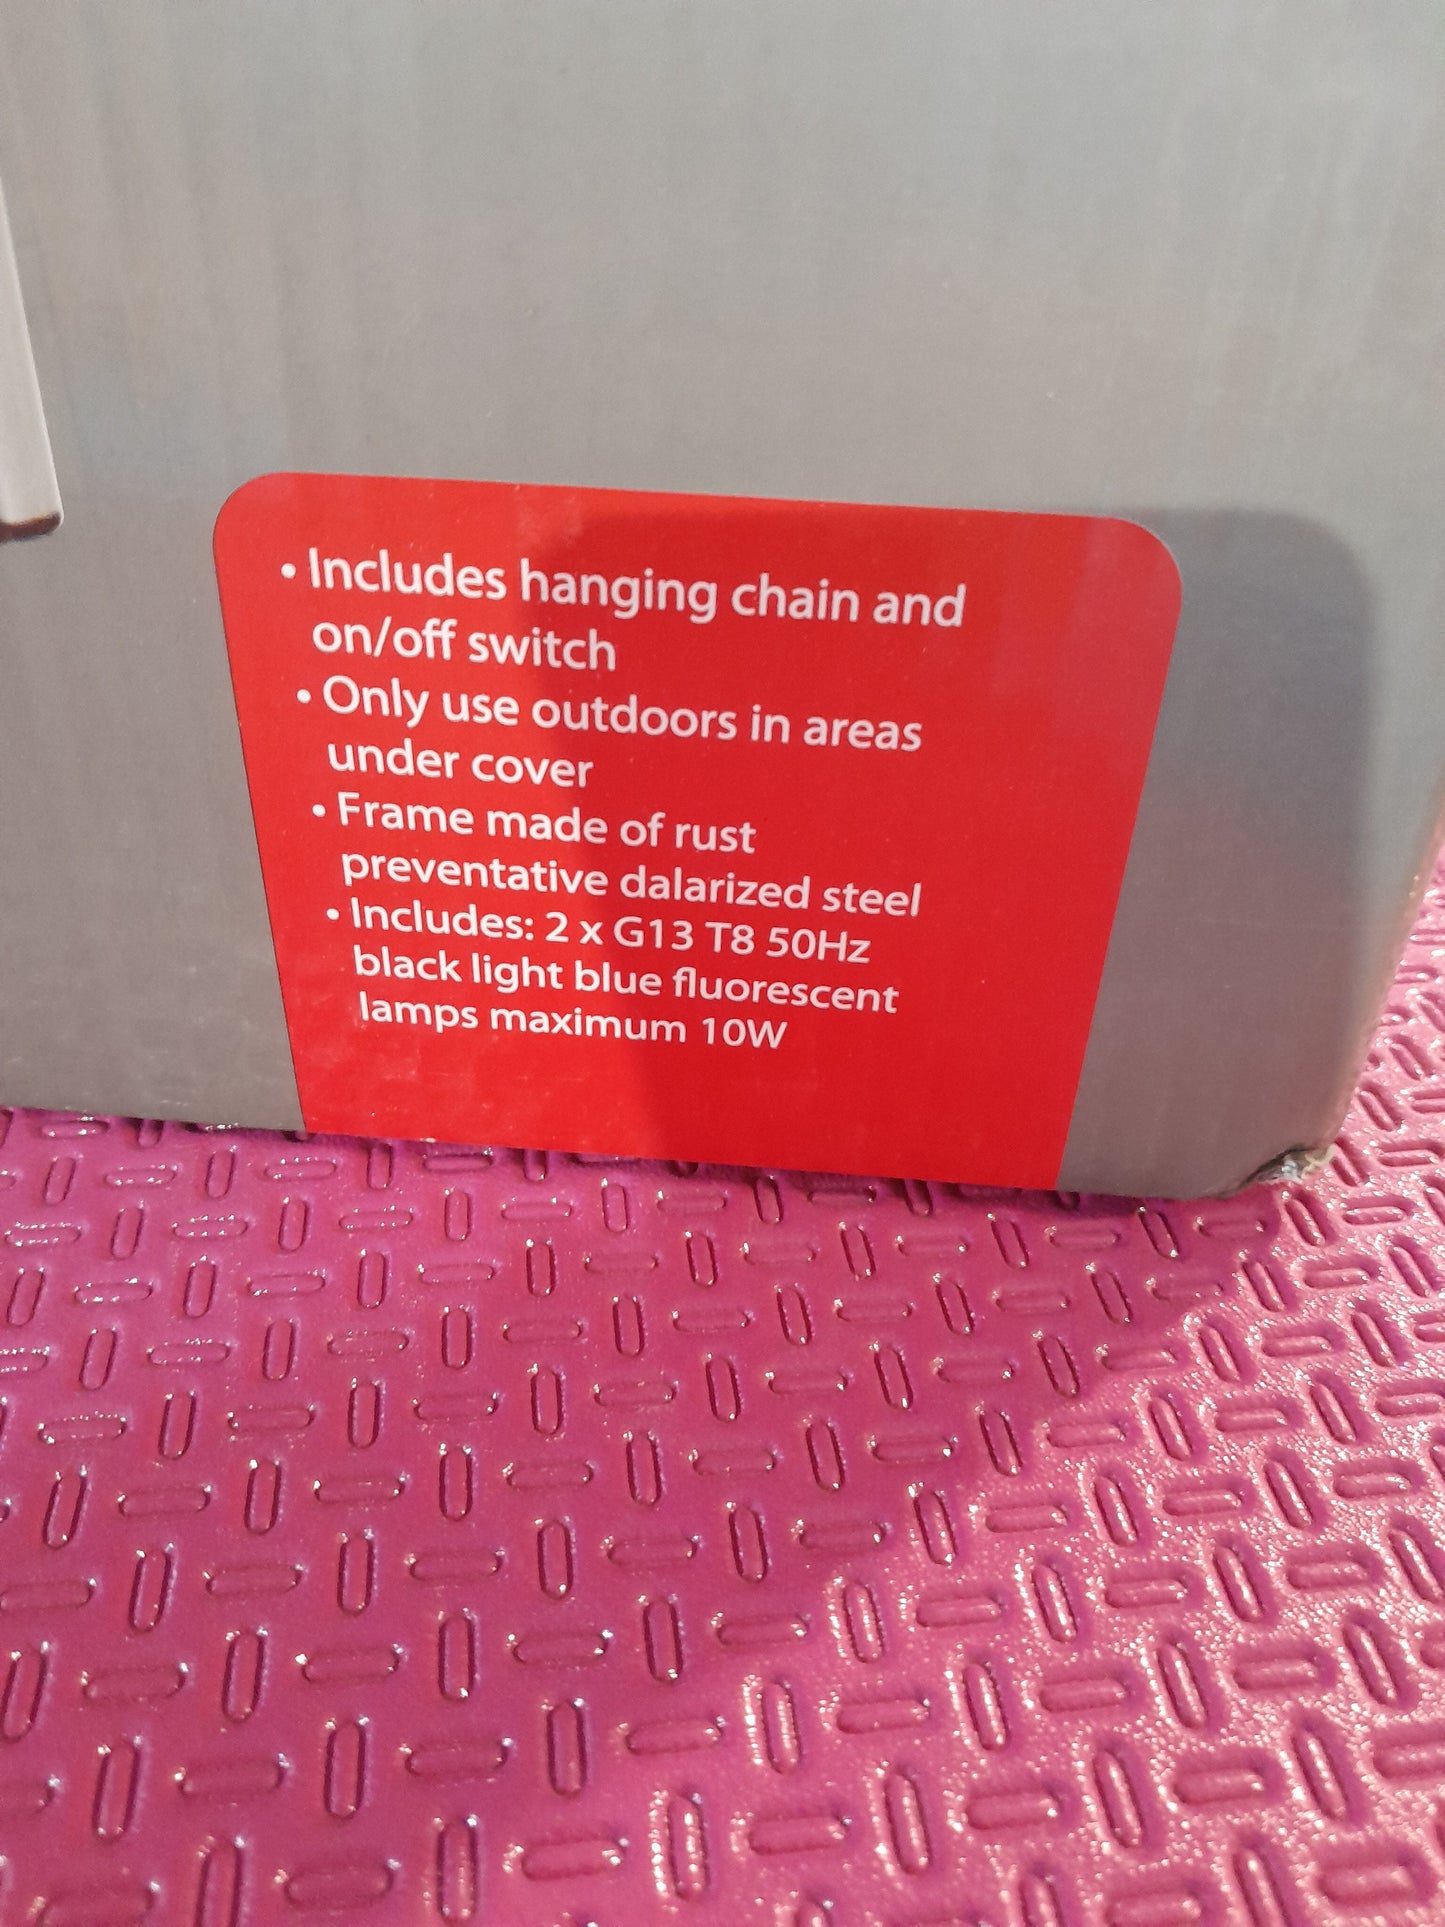 • Includes hanging chain and
on/off switch
• Only use outdoors in areas
under cover
• Frame made of rust
preventative dalarized steel
• Includes: 2 x G13 T8 50Hz
black light blue fluorescent
lamps maximum 10W